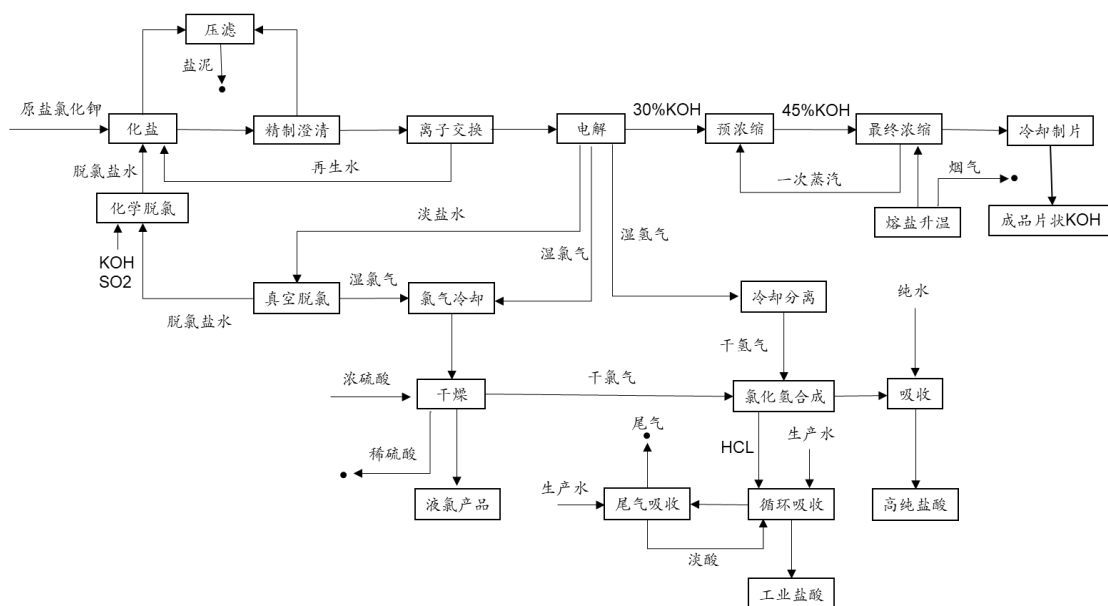 压滤
盐泥
原盐氯化钾
化盐
精制澄清
离子交换
电解
30%KOH
预浓缩
45%KOH
最终浓缩
冷却制片
脱氯盐水
再生水
一次蒸汽
烟气
化学脱氯
淡盐水
湿氯气
湿氢气
熔盐升温
成品片状KOH
KOH
SO2
真空脱氯
湿氯气
氯气冷却
冷却分离
纯水
脱氯盐水
干氢气
浓硫酸
干燥
干氯气
氯化氢合成
吸收
尾气
HCL
生产水
稀硫酸
液氯产品
生产水
尾气吸收
循环吸收
高纯盐酸
淡酸
工业盐酸